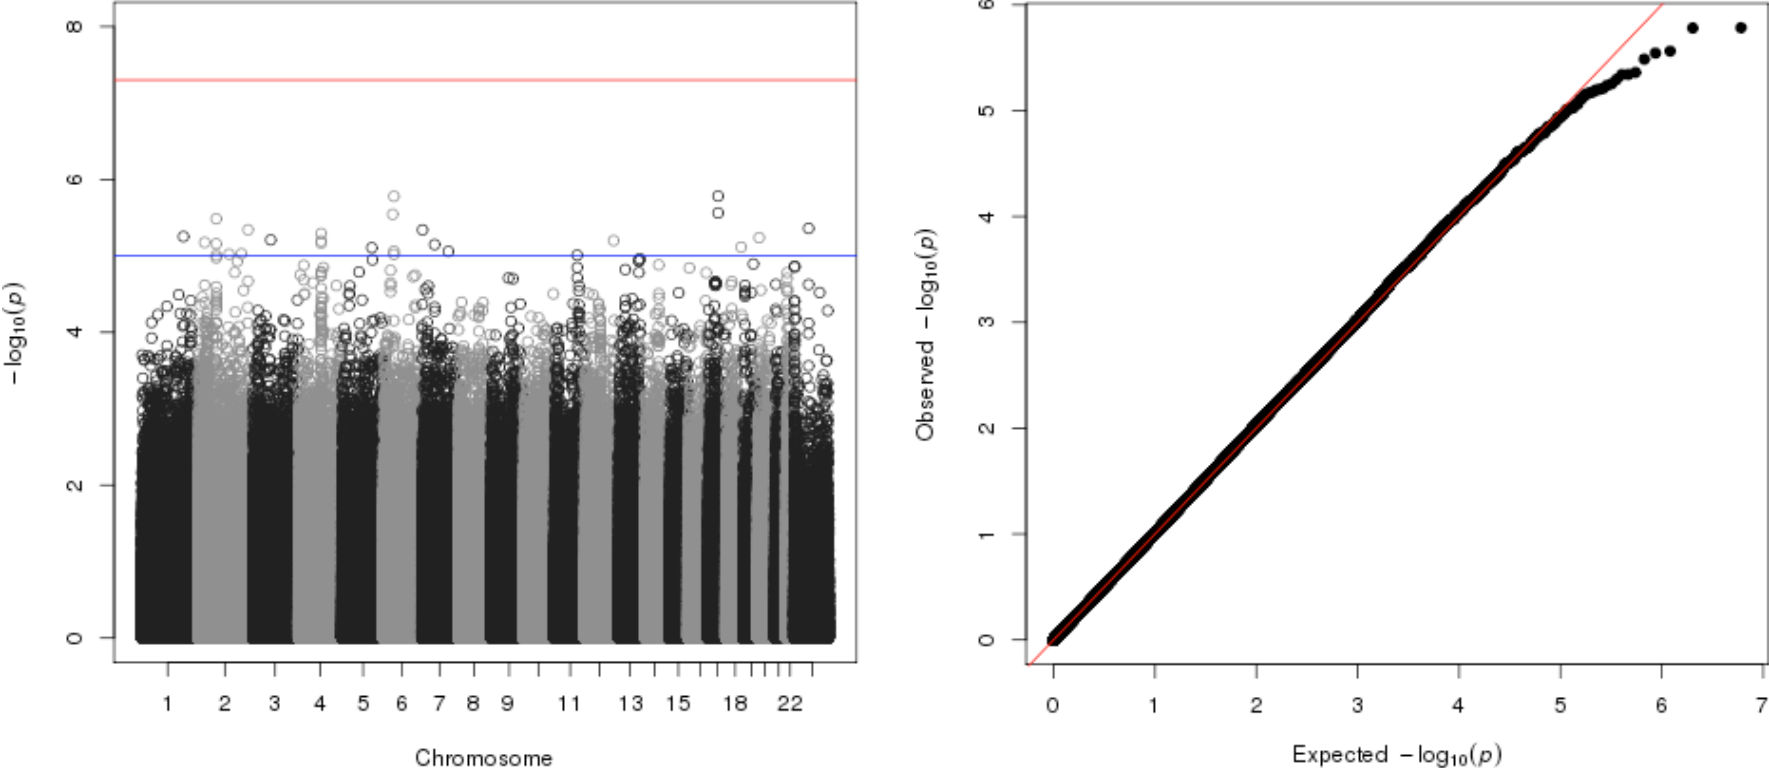 8
6
4
2
0
−log₁₀(p)
1 2 3 4 5 6 7 8 9 11 13 15 18 22
Chromosome
6
5
4
3
2
1
0
Observed −log₁₀(p)
0 1 2 3 4 5 6 7
Expected −log₁₀(p)